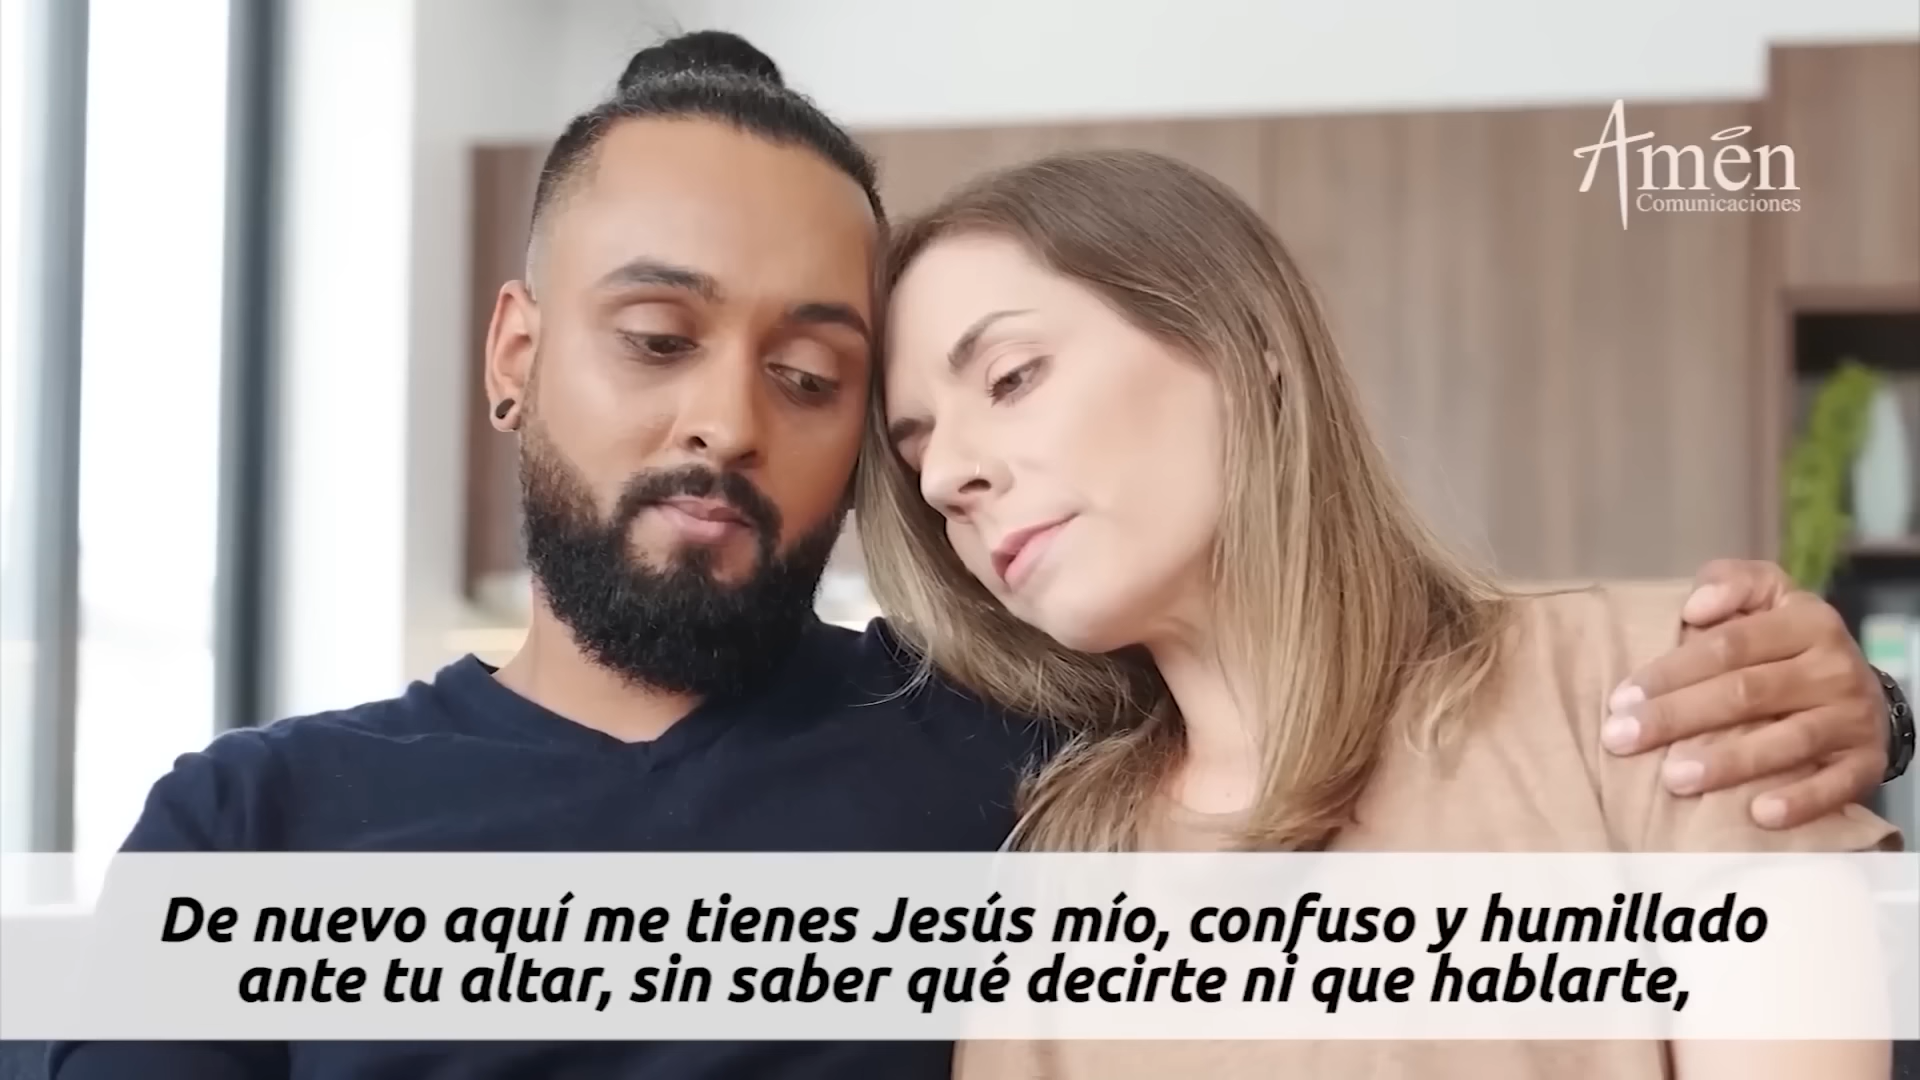 Amén
Comunicaciones
De nuevo aquí me tienes Jesús mío, confuso y humillado
ante tu altar, sin saber qué decirte ni que hablarte,